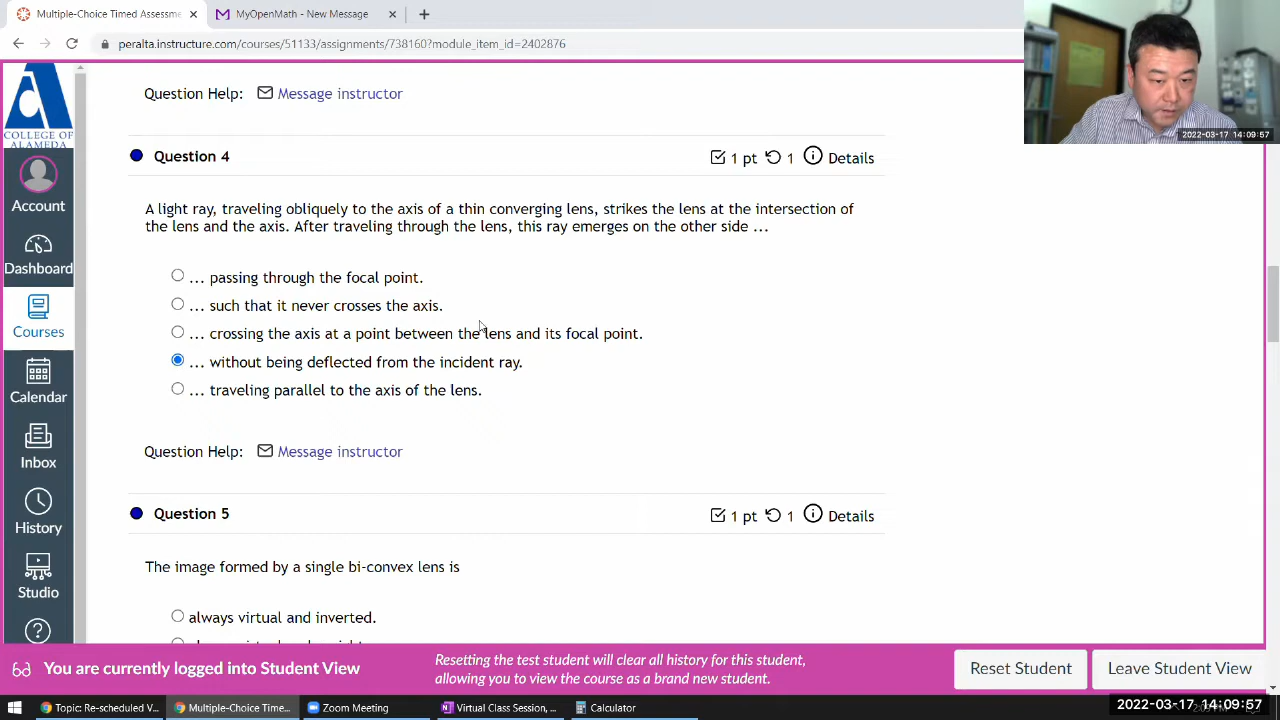 Multiple-Choice Timed Assessme
MyOpenMath - New Message
peralta.instructure.com/courses/51133/assignments/738160?module_item_id=2402876
2022-03-17 14:09:57
COLLEGE OF
ALAMEDA
Account
Dashboard
Courses
Calendar
Inbox
History
Studio
Question Help: Message instructor
Question 4
1 pt 1 Details
A light ray, traveling obliquely to the axis of a thin converging lens, strikes the lens at the intersection of
the lens and the axis. After traveling through the lens, this ray emerges on the other side ...
... passing through the focal point.
... such that it never crosses the axis.
... crossing the axis at a point between the lens and its focal point.
... without being deflected from the incident ray.
... traveling parallel to the axis of the lens.
Question Help: Message instructor
Question 5
1 pt 1 Details
The image formed by a single bi-convex lens is
always virtual and inverted.
You are currently logged into Student View
Resetting the test student will clear all history for this student,
allowing you to view the course as a brand new student.
Reset Student
Leave Student View
Topic: Re-scheduled V...
Multiple-Choice Time...
Zoom Meeting
Virtual Class Session, ...
Calculator
2022-03-17 14:09:57